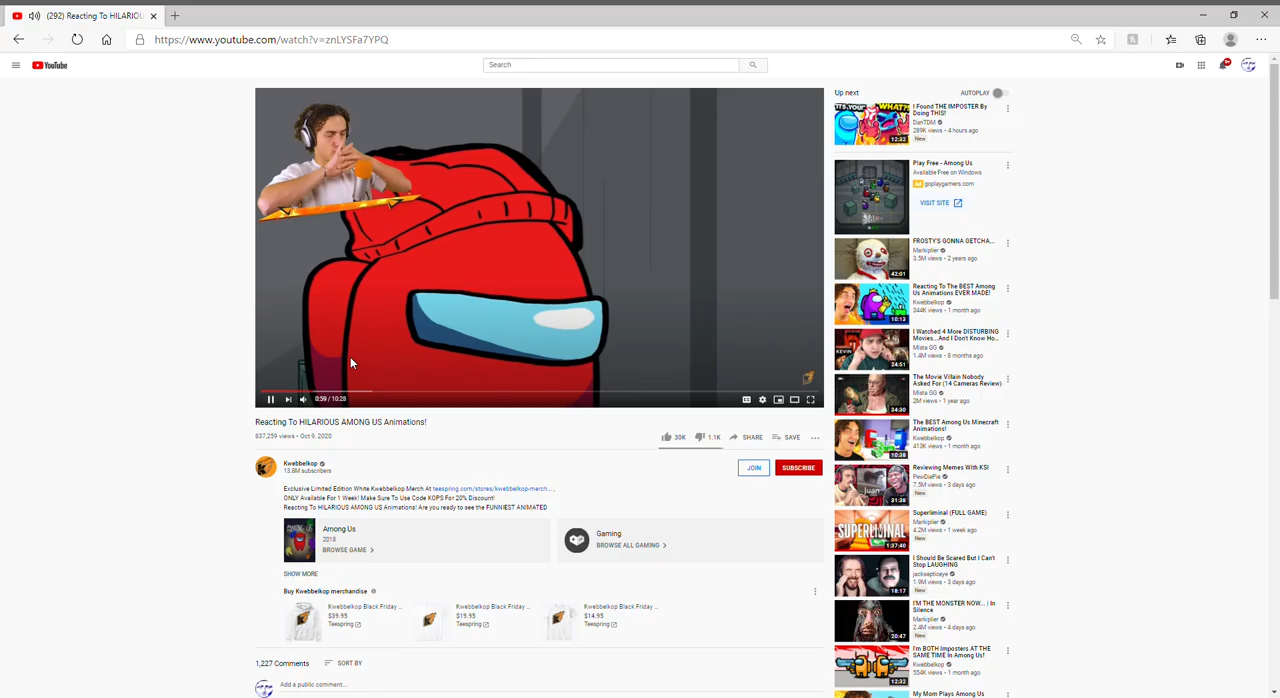 (292) Reacting To HILARIOU
https://www.youtube.com/watch?v=znLYSFa7YPQ
YouTube
Search
9+
0:59 / 10:28
Reacting To HILARIOUS AMONG US Animations!
837,259 views • Oct 9, 2020
30K
1.1K
SHARE
SAVE
Kwebbelkop
13.8M subscribers
JOIN
SUBSCRIBE
Exclusive Limited Edition White Kwebbelkop Merch At teespring.com/stores/kwebbelkop-merch... ,
ONLY Available For 1 Week! Make Sure To Use Code KOPS For 20% Discount!
Reacting To HILARIOUS AMONG US Animations! Are you ready to see the FUNNIEST ANIMATED
Among Us
2018
BROWSE GAME
Gaming
BROWSE ALL GAMING
SHOW MORE
Buy Kwebbelkop merchandise
Kwebbelkop Black Friday ...
$39.95
Teespring
Kwebbelkop Black Friday ...
$19.95
Teespring
Kwebbelkop Black Friday ...
$14.95
Teespring
1,227 Comments
SORT BY
Add a public comment...
Up next
AUTOPLAY
12:32
I Found THE IMPOSTER By
Doing THIS!
DanTDM
289K views • 4 hours ago
New
Play Free - Among Us
Available Free on Windows
Ad goplaygamers.com
VISIT SITE
42:01
FROSTY'S GONNA GETCHA...
Markiplier
3.5M views • 2 years ago
10:13
Reacting To The BEST Among
Us Animations EVER MADE!
Kwebbelkop
344K views • 1 month ago
KEVIN
24:51
I Watched 4 More DISTURBING
Movies...And I Don't Know Ho...
Mista GG
1.4M views • 8 months ago
34:30
The Movie Villain Nobody
Asked For (14 Cameras Review)
Mista GG
2M views • 1 year ago
10:38
The BEST Among Us Minecraft
Animations!
Kwebbelkop
413K views • 1 month ago
Juan
31:38
Reviewing Memes With KSI
PewDiePie
7.5M views • 3 days ago
New
SUPERLIMINAL
1:37:40
Superliminal (FULL GAME)
Markiplier
4.2M views • 1 week ago
New
18:17
I Should Be Scared But I Can't
Stop LAUGHING
jacksepticeye
1.9M views • 3 days ago
New
20:47
I'M THE MONSTER NOW... | In
Silence
Markiplier
2.4M views • 4 days ago
New
12:32
I'm BOTH Imposters AT THE
SAME TIME In Among Us!
Kwebbelkop
554K views • 1 month ago
My Mom Plays Among Us